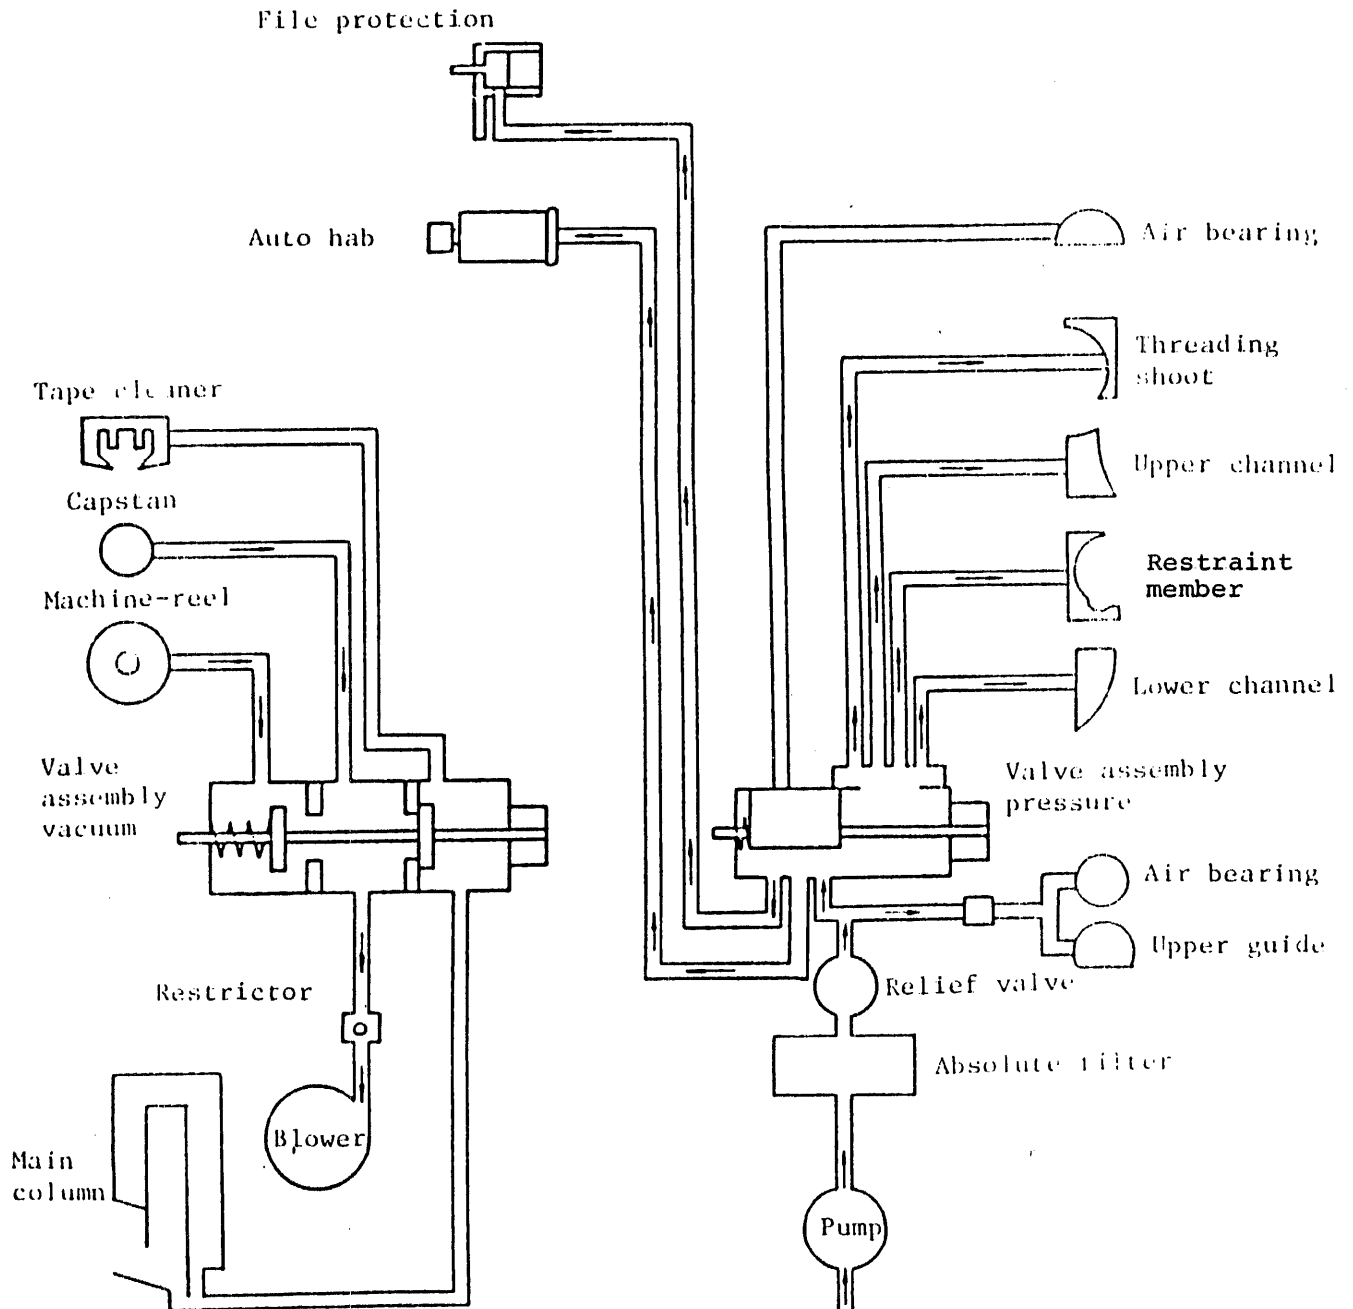 File protection
Auto hab
Air bearing
Threading
shoot
Tape cleaner
Upper channel
Capstan
Restraint
member
Machine-reel
Lower channel
Valve
assembly
vacuum
Valve assembly
pressure
Air bearing
Upper guide
Restrictor
Relief valve
Absolute filter
Blower
Main
column
Pump